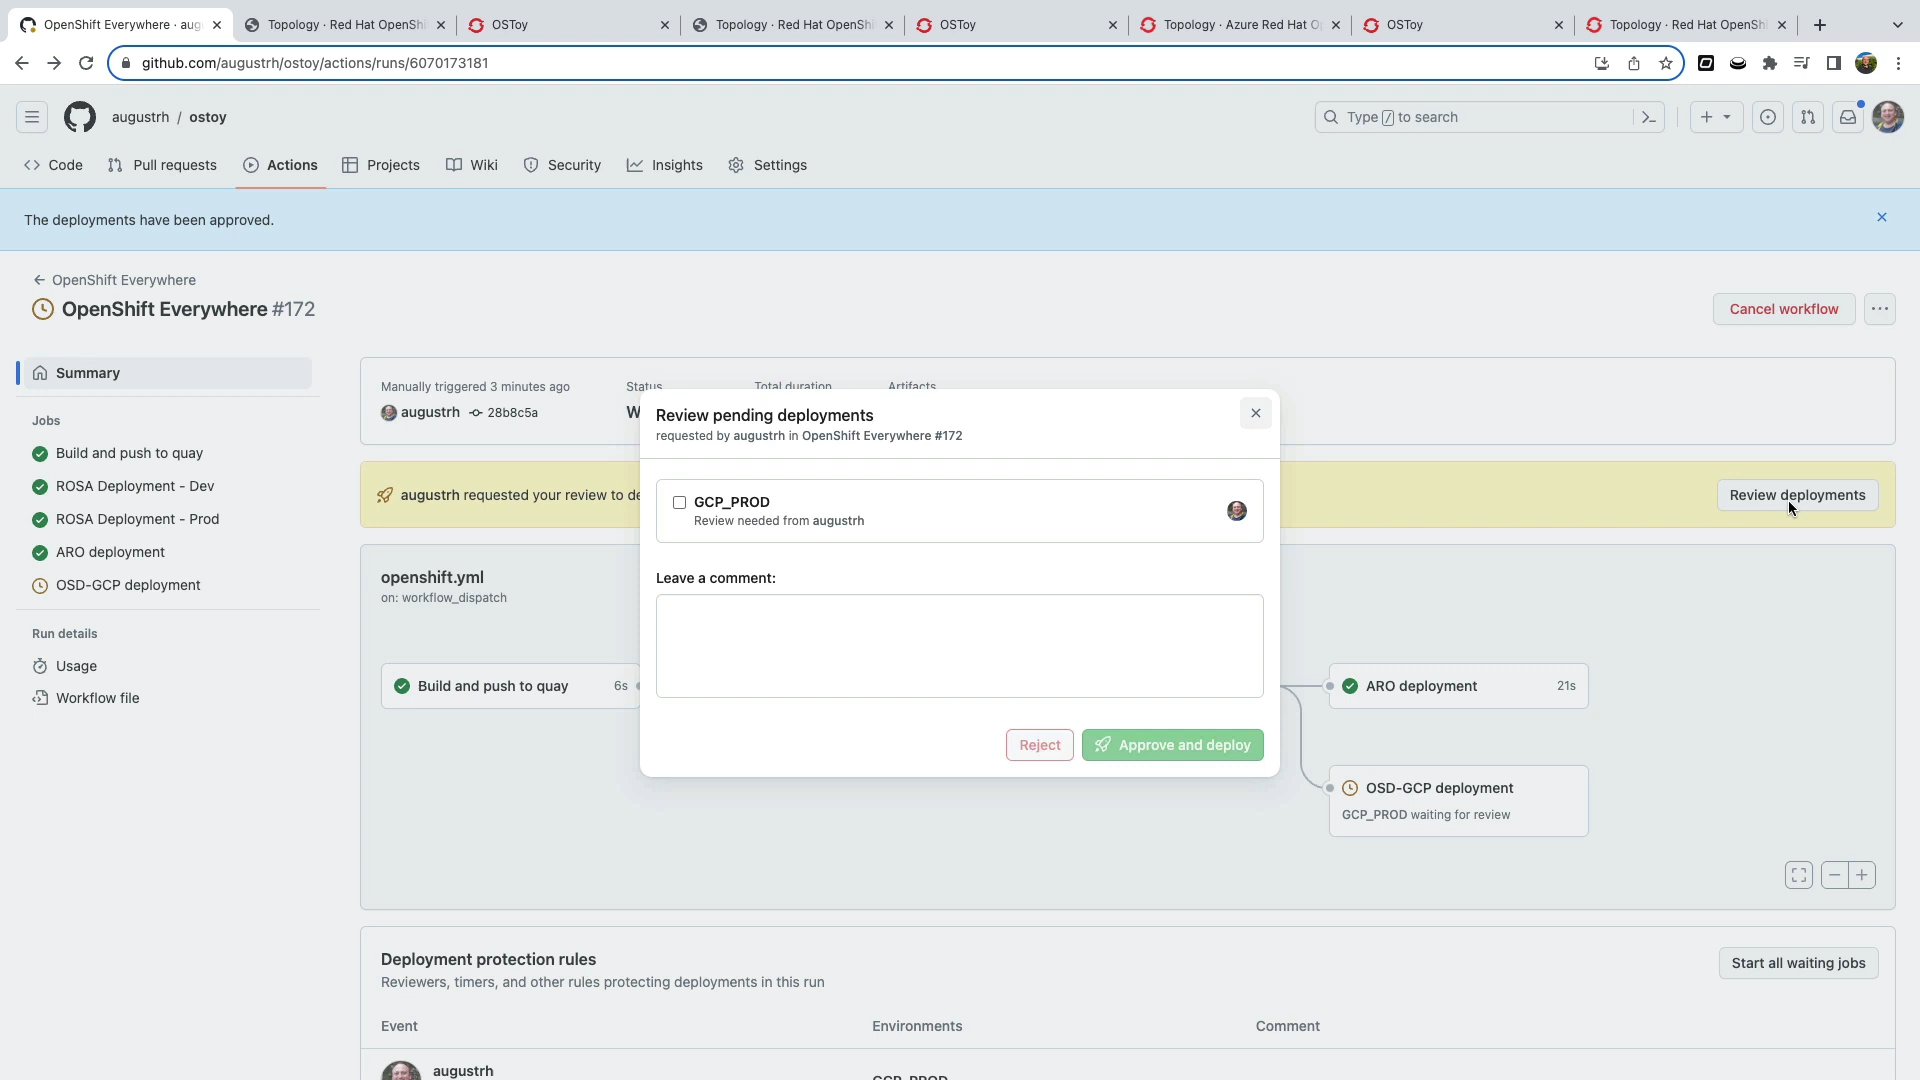 OpenShift Everywhere · aug
Topology · Red Hat OpenShi
OSToy
Topology · Red Hat OpenShi
OSToy
Topology · Azure Red Hat O
OSToy
Topology · Red Hat OpenShi
github.com/augustrh/ostoy/actions/runs/6070173181
augustrh / ostoy
Type / to search
Code
Pull requests
Actions
Projects
Wiki
Security
Insights
Settings
The deployments have been approved.
OpenShift Everywhere
OpenShift Everywhere #172
Cancel workflow
Summary
Jobs
Build and push to quay
ROSA Deployment - Dev
ROSA Deployment - Prod
ARO deployment
OSD-GCP deployment
Run details
Usage
Workflow file
Manually triggered 3 minutes ago
Status
Total duration
Artifacts
augustrh 28b8c5a
W
augustrh requested your review to de
Review deployments
Review pending deployments
requested by augustrh in OpenShift Everywhere #172
GCP_PROD
Review needed from augustrh
Leave a comment:
Reject
Approve and deploy
openshift.yml
on: workflow_dispatch
Build and push to quay 6s
ARO deployment 21s
OSD-GCP deployment
GCP_PROD waiting for review
Deployment protection rules
Reviewers, timers, and other rules protecting deployments in this run
Start all waiting jobs
Event
Environments
Comment
augustrh
GCP_PROD